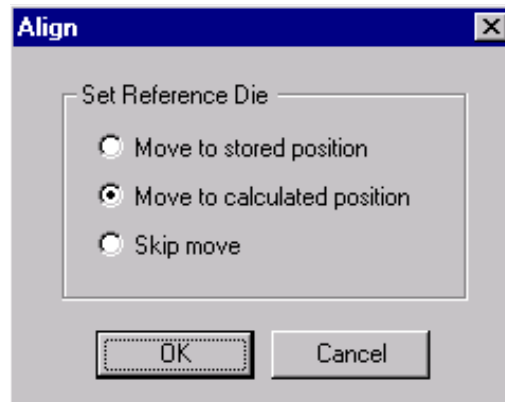 Align
Set Reference Die
Move to stored position
Move to calculated position
Skip move
OK Cancel